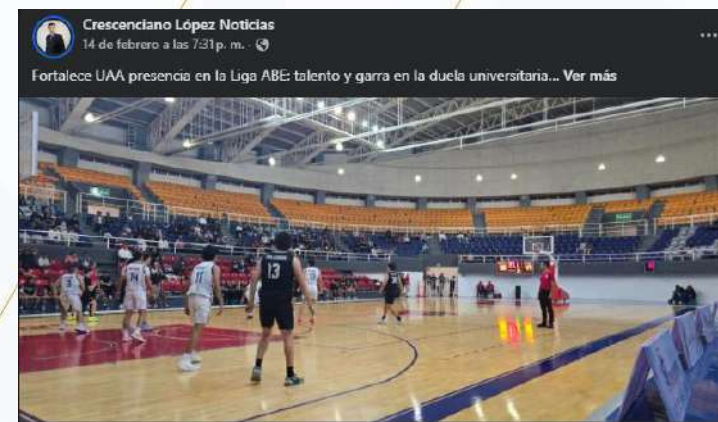 Crescenciano López Noticias
14 de febrero a las 7:31 p. m. ·
Fortalece UAA presencia en la Liga ABE: talento y garra en la duela universitaria... Ver más
14
11
13